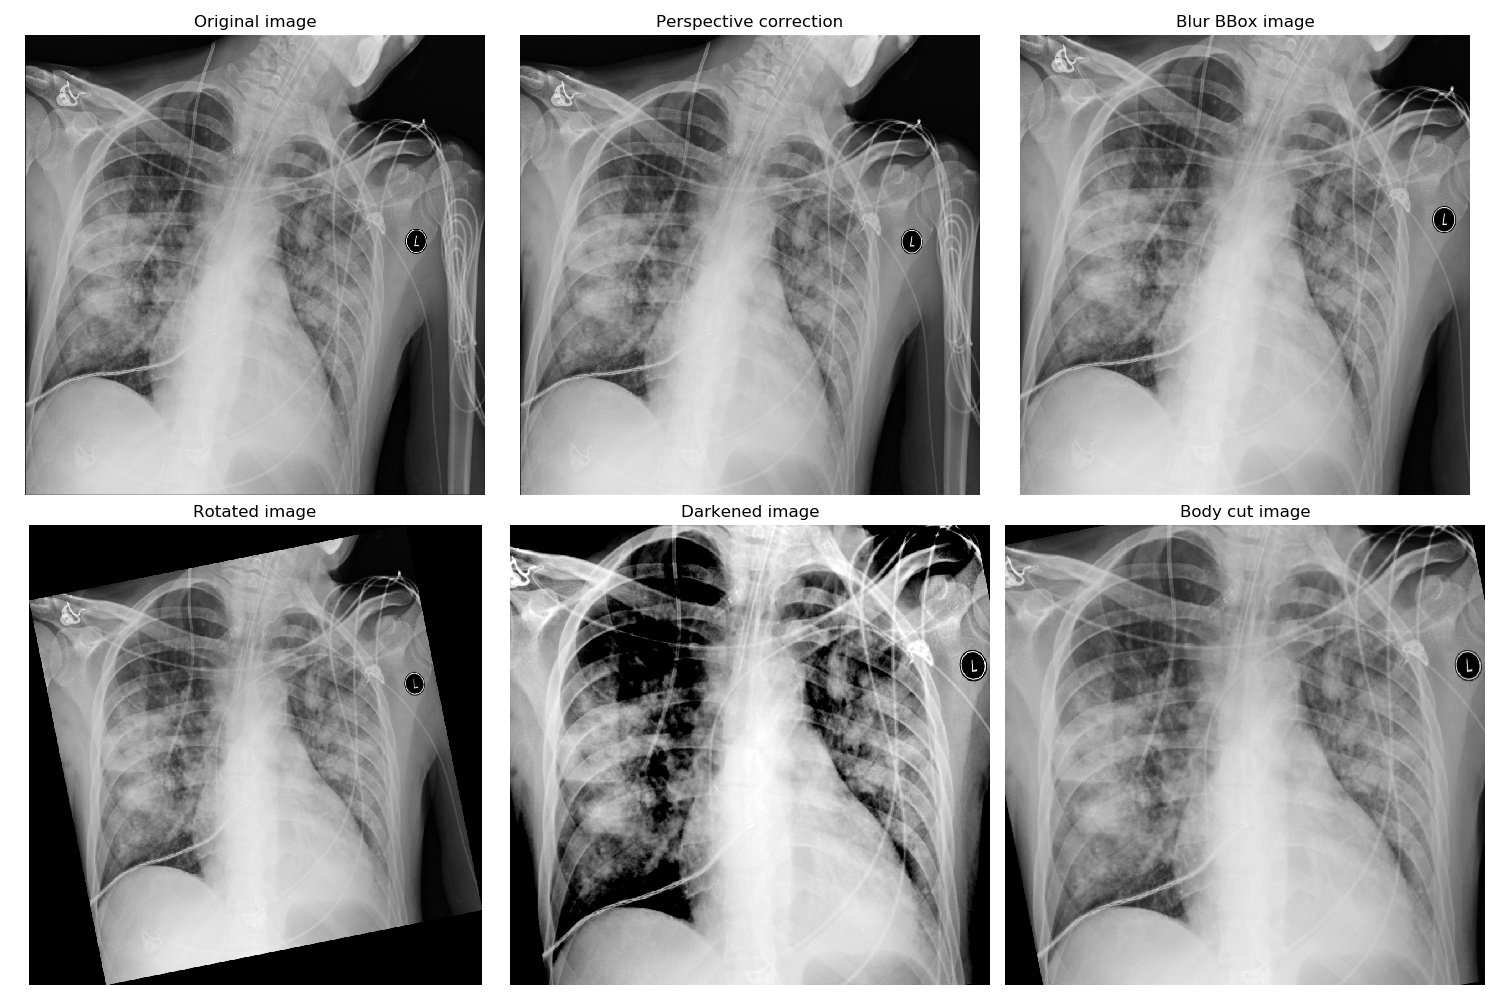 Original image
Perspective correction
Blur BBox image
L
L
L
Rotated image
Darkened image
Body cut image
L
L
L